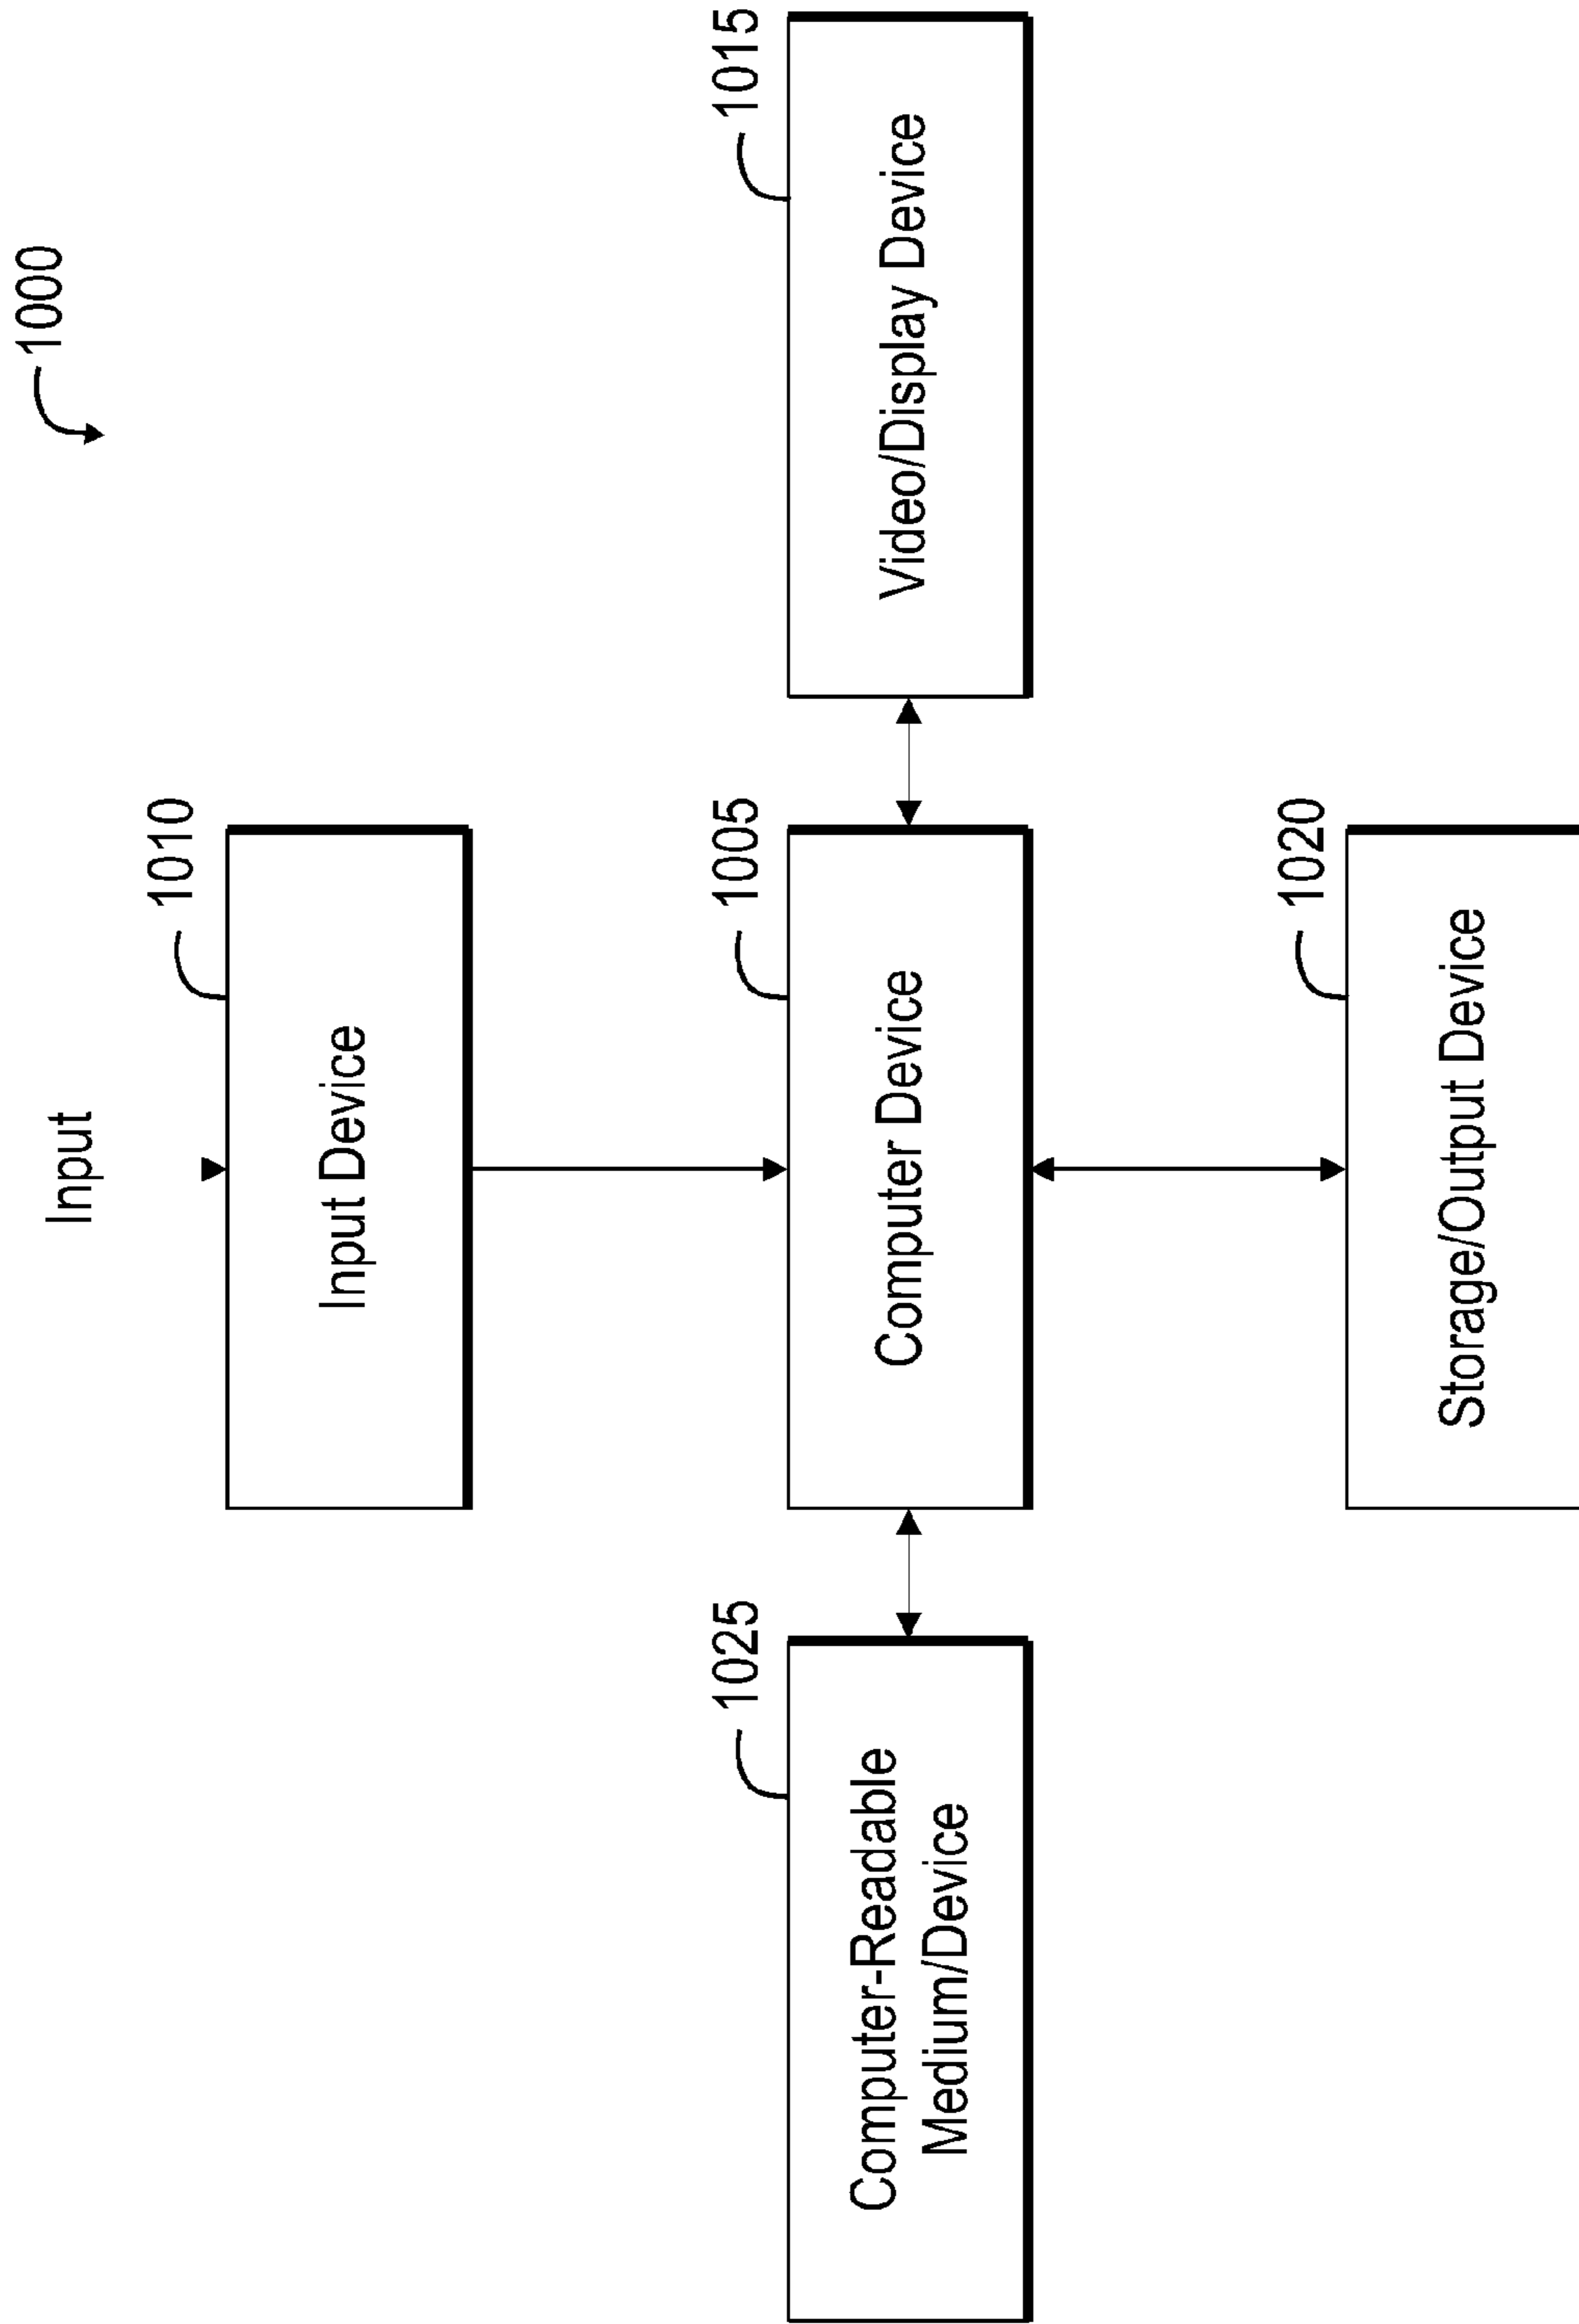 1000
Input
1010
Input Device
1025
1005
1015
Computer-Readable
Medium/Device
Computer Device
Video/Display Device
1020
Storage/Output Device